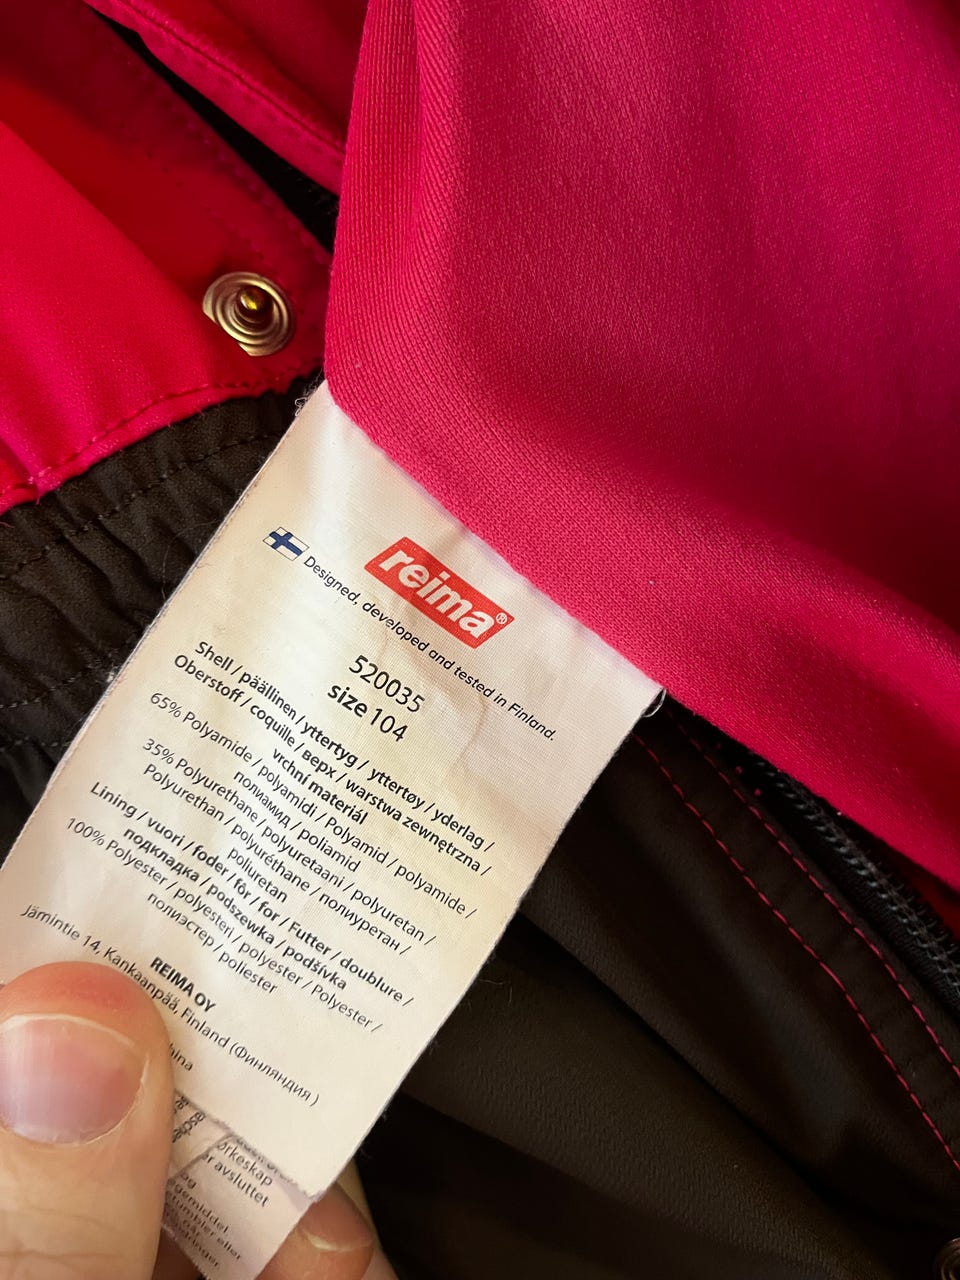 reima®
Designed, developed and tested in Finland.
520035
size 104
Shell / päällinen / yttertyg / yttertøy / yderlag /
Oberstoff / coquille / верх / warstwa zewnętrzna /
vrchní materiál
65% Polyamide / polyamidi / Polyamid / polyamide /
полиамид / poliamid
35% Polyurethane / polyuretaani / polyuretan /
Polyurethan / polyuréthane / полиуретан /
poliuretan
Lining / vuori / foder / fôr / for / Futter / doublure /
подкладка / podszewka / podšívka
100% Polyester / polyesteri / polyester / Polyester /
полиэстер / poliester
REIMA OY
Jämintie 14, Kankaanpää, Finland (Финляндия)
avsluttet
eller